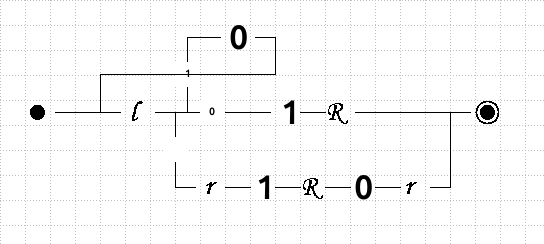 0
1
ℓ 0 1 ℛ
r 1 ℛ 0 r